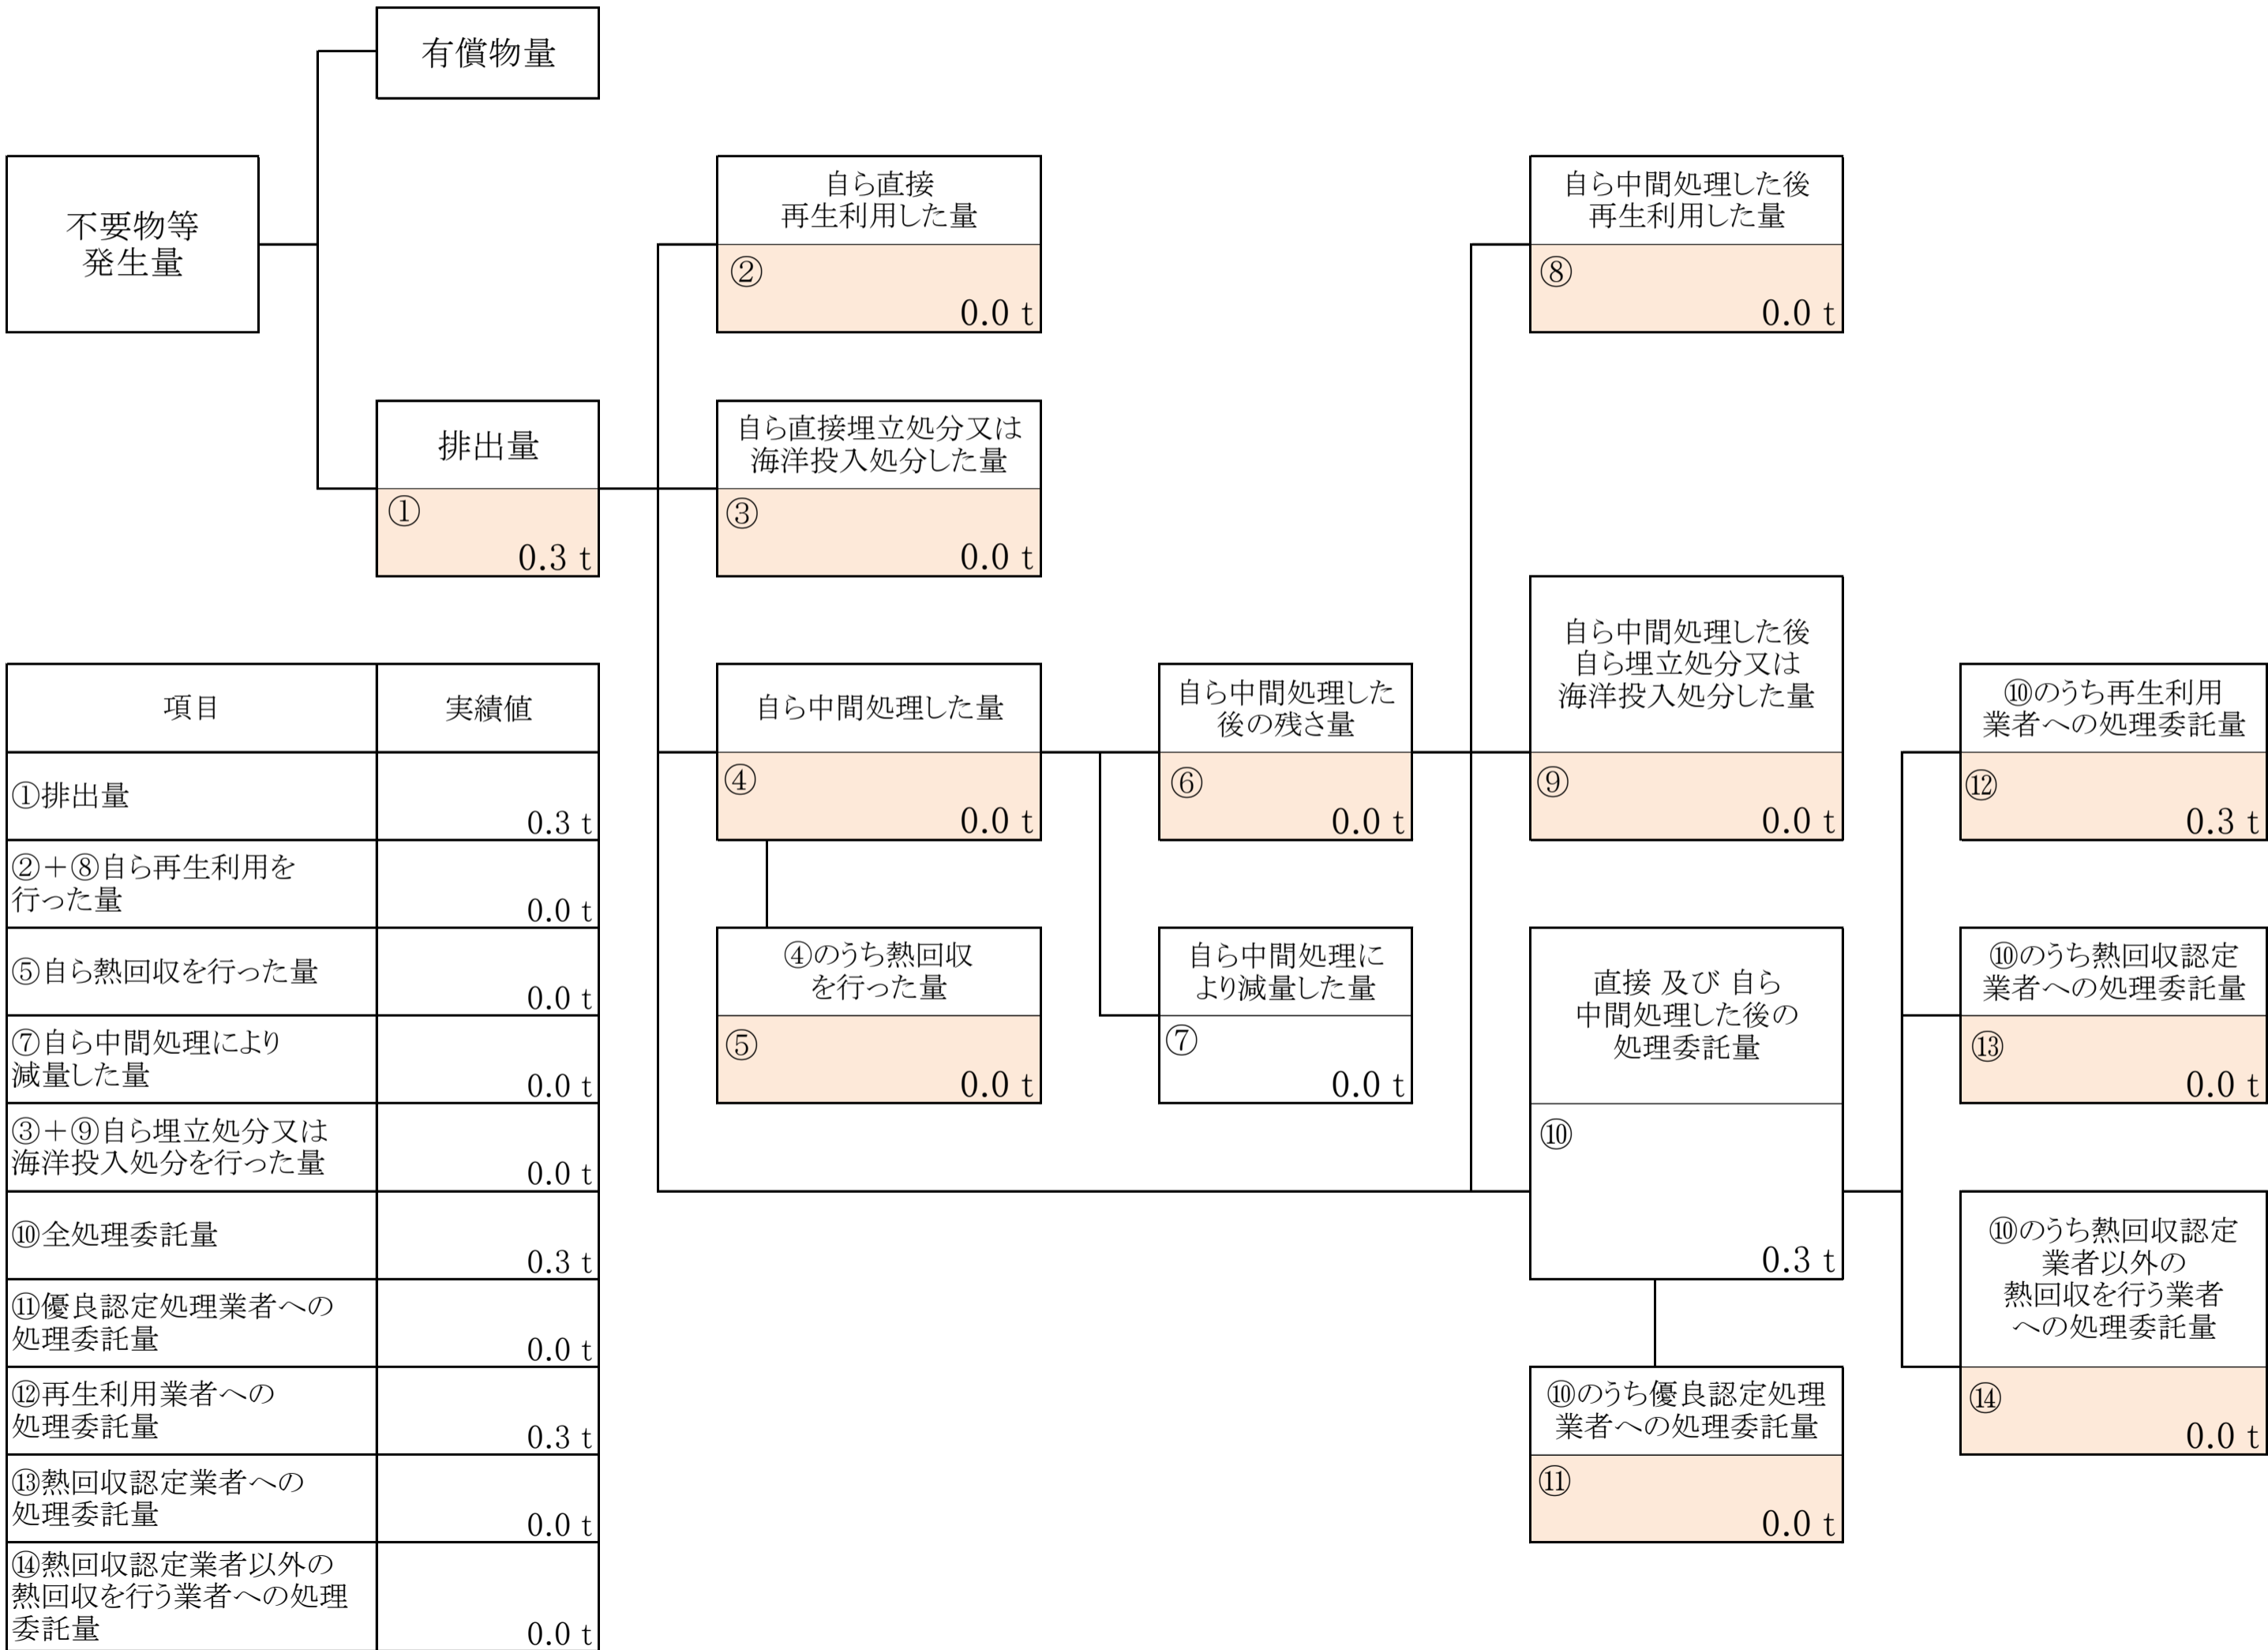 有償物量
不要物等
発生量
自ら直接
再生利用した量
②
0.0 t
自ら中間処理した後
再生利用した量
⑧
0.0 t
排出量
①
0.3 t
自ら直接埋立処分又は
海洋投入処分した量
③
0.0 t
自ら中間処理した量
④
0.0 t
自ら中間処理した
後の残さ量
⑥
0.0 t
自ら中間処理した後
自ら埋立処分又は
海洋投入処分した量
⑨
0.0 t
⑩のうち再生利用
業者への処理委託量
⑫
0.3 t
④のうち熱回収
を行った量
⑤
0.0 t
自ら中間処理に
より減量した量
⑦
0.0 t
直接 及び 自ら
中間処理した後の
処理委託量
⑩
0.3 t
⑩のうち熱回収認定
業者への処理委託量
⑬
0.0 t
⑩のうち熱回収認定
業者以外の
熱回収を行う業者
への処理委託量
⑭
0.0 t
⑩のうち優良認定処理
業者への処理委託量
⑪
0.0 t
項目
実績値
①排出量
0.3 t
②＋⑧自ら再生利用を
行った量
0.0 t
⑤自ら熱回収を行った量
0.0 t
⑦自ら中間処理により
減量した量
0.0 t
③＋⑨自ら埋立処分又は
海洋投入処分を行った量
0.0 t
⑩全処理委託量
0.3 t
⑪優良認定処理業者への
処理委託量
0.0 t
⑫再生利用業者への
処理委託量
0.3 t
⑬熱回収認定業者への
処理委託量
0.0 t
⑭熱回収認定業者以外の
熱回収を行う業者への処理
委託量
0.0 t